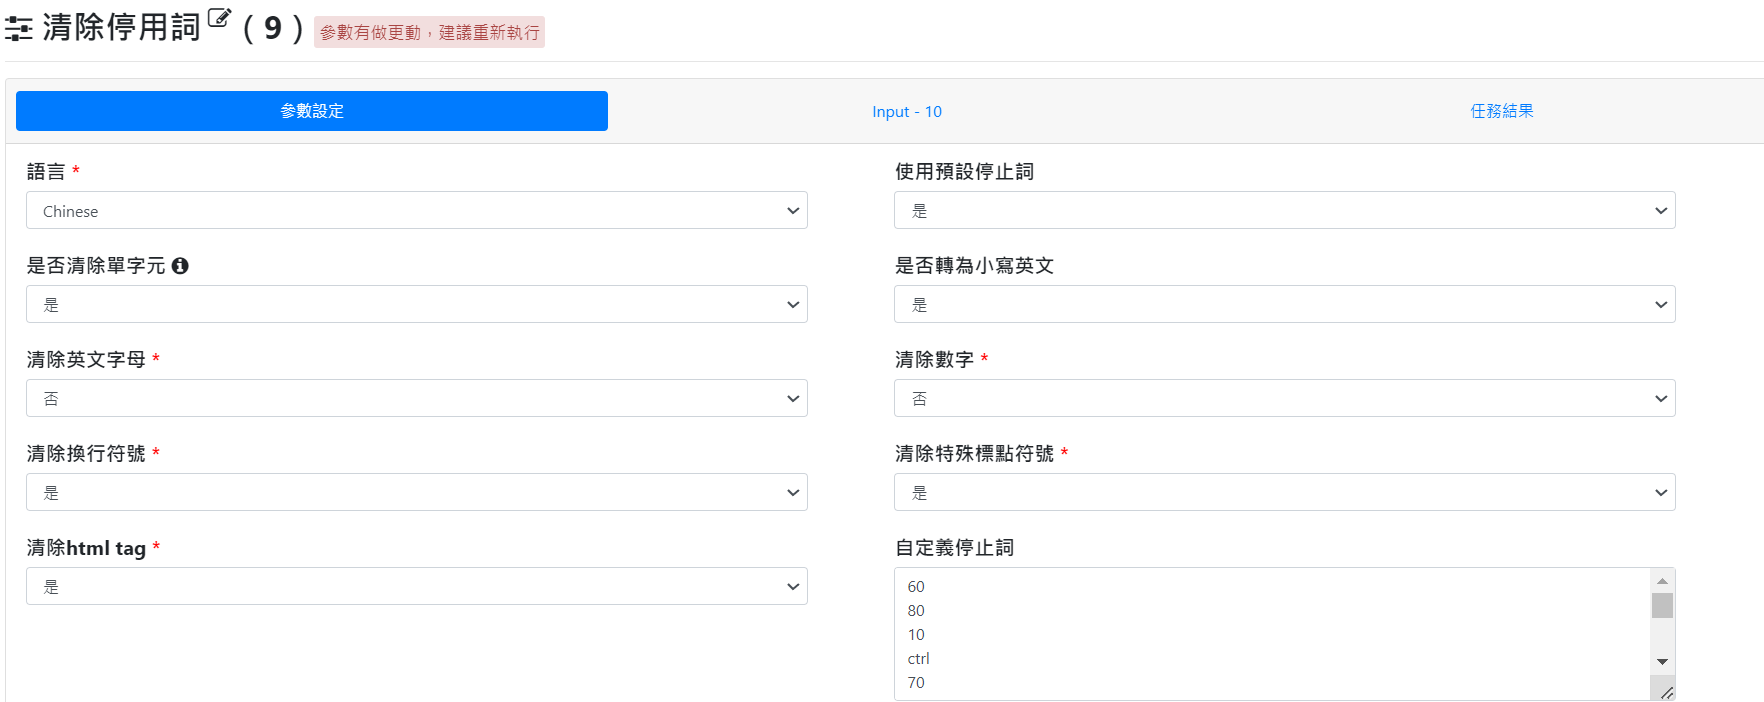 清除停用詞 ( 9 ) 參數有做更動，建議重新執行
參數設定 Input - 10 任務結果
語言 * 使用預設停止詞
Chinese 是
是否清除單字元 是否轉為小寫英文
是 是
清除英文字母 * 清除數字 *
否 否
清除換行符號 * 清除特殊標點符號 *
是 是
清除html tag * 自定義停止詞
是 60
80
10
ctrl
70